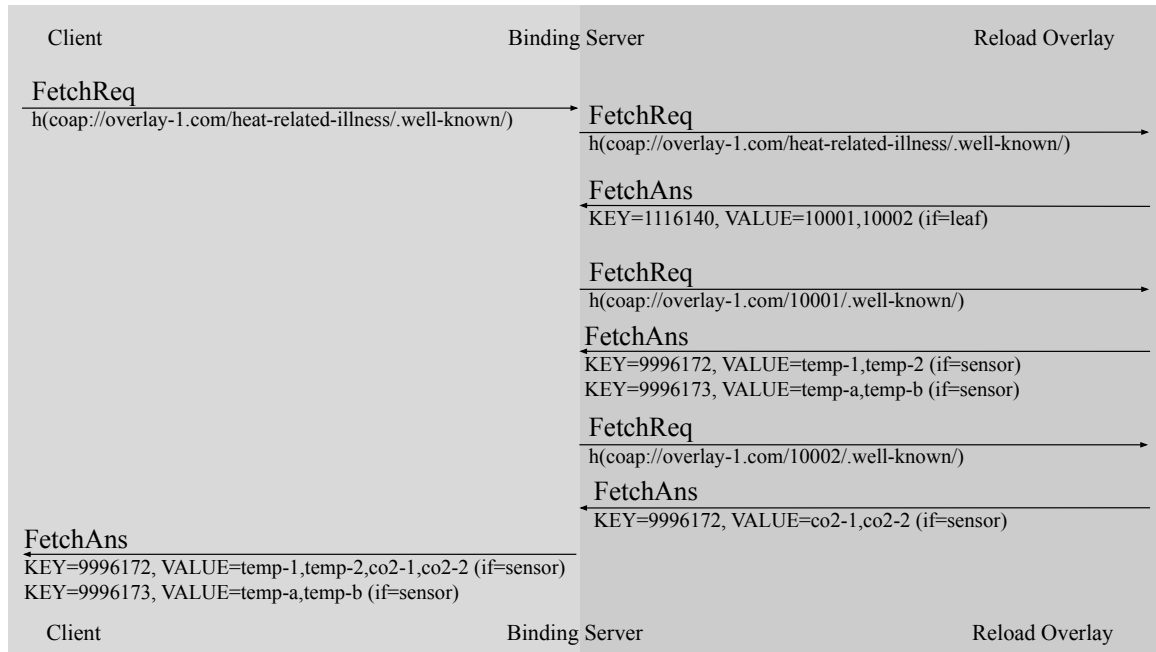 Client Binding Server Reload Overlay
FetchReq
h(coap://overlay-1.com/heat-related-illness/.well-known/)
FetchReq
h(coap://overlay-1.com/heat-related-illness/.well-known/)
FetchAns
KEY=1116140, VALUE=10001,10002 (if=leaf)
FetchReq
h(coap://overlay-1.com/10001/.well-known/)
FetchAns
KEY=9996172, VALUE=temp-1,temp-2 (if=sensor)
KEY=9996173, VALUE=temp-a,temp-b (if=sensor)
FetchReq
h(coap://overlay-1.com/10002/.well-known/)
FetchAns
KEY=9996172, VALUE=co2-1,co2-2 (if=sensor)
FetchAns
KEY=9996172, VALUE=temp-1,temp-2,co2-1,co2-2 (if=sensor)
KEY=9996173, VALUE=temp-a,temp-b (if=sensor)
Client Binding Server Reload Overlay